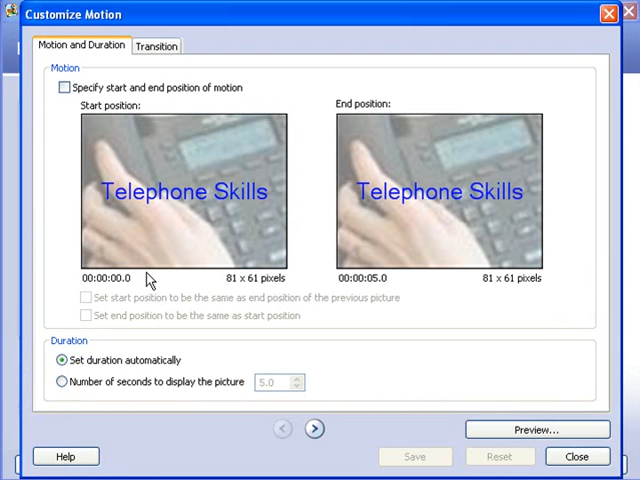 Customize Motion
Motion and Duration
Transition
Motion
Specify start and end position of motion
Start position:
End position:
Telephone Skills
Telephone Skills
00:00:00.0
81 x 61 pixels
00:00:05.0
81 x 61 pixels
Set start position to be the same as end position of the previous picture
Set end position to be the same as start position
Duration
Set duration automatically
Number of seconds to display the picture
5.0
Preview...
Help
Save
Reset
Close